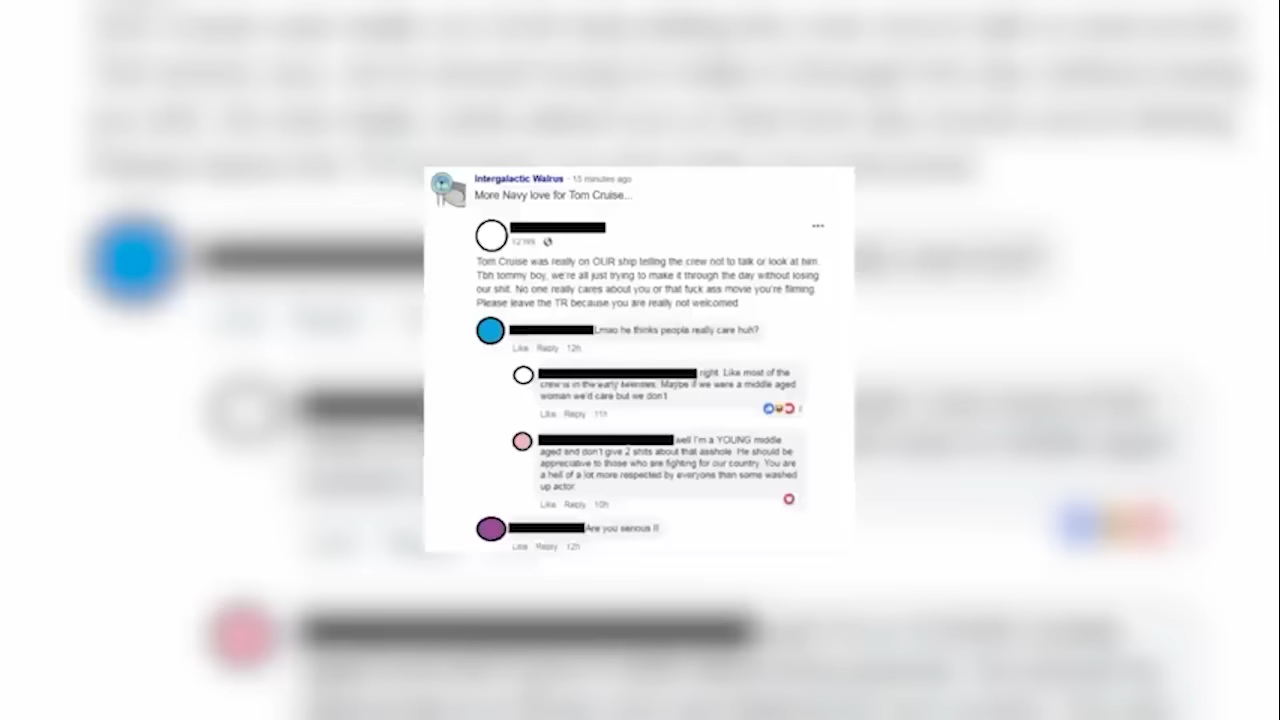 Intergalactic Walrus · 15 minutes ago
More Navy love for Tom Cruise...
12 hrs
Tom Cruise was really on OUR ship telling the crew not to talk or look at him.
Tbh tommy boy, we're all just trying to make it through the day without losing
our shit. No one really cares about you or that fuck ass movie you're filming.
Please leave the TR because you are really not welcomed
Lmao he thinks people really care huh?
Like Reply 12h
right. Like most of the
crew is in the early twenties. Maybe if we were a middle aged
woman we'd care but we don't
Like Reply 11h
well I'm a YOUNG middle
aged and don't give 2 shits about that asshole. He should be
appreciative to those who are fighting for our country. You are
a hell of a lot more respected by everyone than some washed
up actor
Like Reply 10h
Are you serious !!
Like Reply 12h